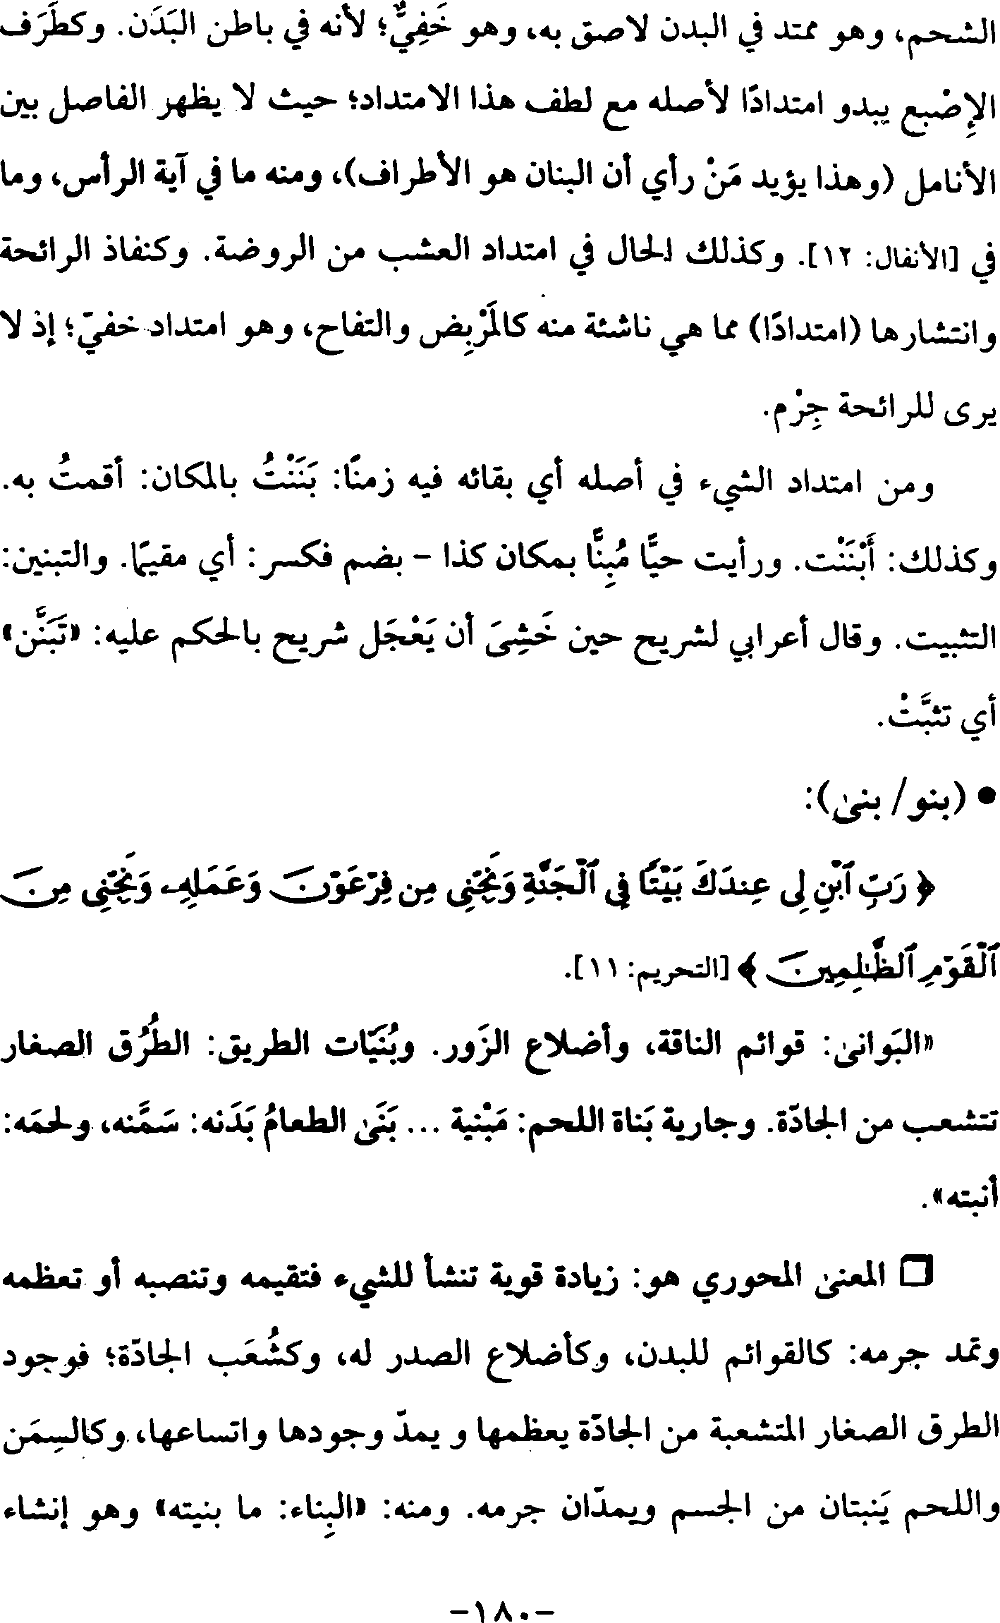 الشحم، وهو ممتد في البدن لاصق به، وهو خَفِيٌّ؛ لأنه في باطن البَدَن. وكطَرَف
الإِصْبع يبدو امتدادًا لأصله مع لطف هذا الامتداد؛ حيث لا يظهر الفاصل بين
الأنامل (وهذا يؤيد مَنْ رأي أن البنان هو الأطراف)، ومنه ما في آية الرأس، وما
في [الأنفال: ١٢]. وكذلك الحال في امتداد العشب من الروضة. وكنفاذ الرائحة
وانتشارها (امتدادًا) مما هي ناشئة منه كالمَرْبِض والتفاح، وهو امتداد خفيّ؛ إذ لا
يرى للرائحة جِرْم.
ومن امتداد الشيء في أصله أي بقائه فيه زمنًا: بَنَنْتُ بالمكان: أقمتُ به.
وكذلك: أَبْنَنْت. ورأيت حيًّا مُبِنًّا بمكان كذا – بضم فكسر: أي مقيمًا. والتبنين:
التثبيت. وقال أعرابي لشريح حين خَشِىَ أن يَعْجَل شريح بالحكم عليه: «تَبَنَّن»
أي تثبَّتْ.
• (بنو/ بنىٰ):
﴿ رَبِّ ٱبْنِ لِى عِندَكَ بَيْتًا فِى ٱلْجَنَّةِ وَنَجِّنِى مِن فِرْعَوْنَ وَعَمَلِهِۦ وَنَجِّنِى مِنَ
ٱلْقَوْمِ ٱلظَّٰلِمِينَ ﴾ [التحريم: ١١].
«البَوانىٰ: قوائم الناقة، وأضلاع الزَور. وبُنَيّات الطريق: الطُرُق الصغار
تتشعب من الجادّة. وجارية بَناة اللحم: مَبْنية ... بَنَىٰ الطعامُ بَدَنه: سَمَّنه، ولحمَه:
أنبته».
❒ المعنىٰ المحوري هو: زيادة قوية تنشأ للشيء فتقيمه وتنصبه أو تعظمه
وتمد جرمه: كالقوائم للبدن، وكأضلاع الصدر له، وكشُعَب الجادّة؛ فوجود
الطرق الصغار المتشعبة من الجادّة يعظمها و يمدّ وجودها واتساعها، وكالسِمَن
واللحم يَنبتان من الجسم ويمدّان جرمه. ومنه: «البِناء: ما بنيته» وهو إنشاء
-١٨٠-